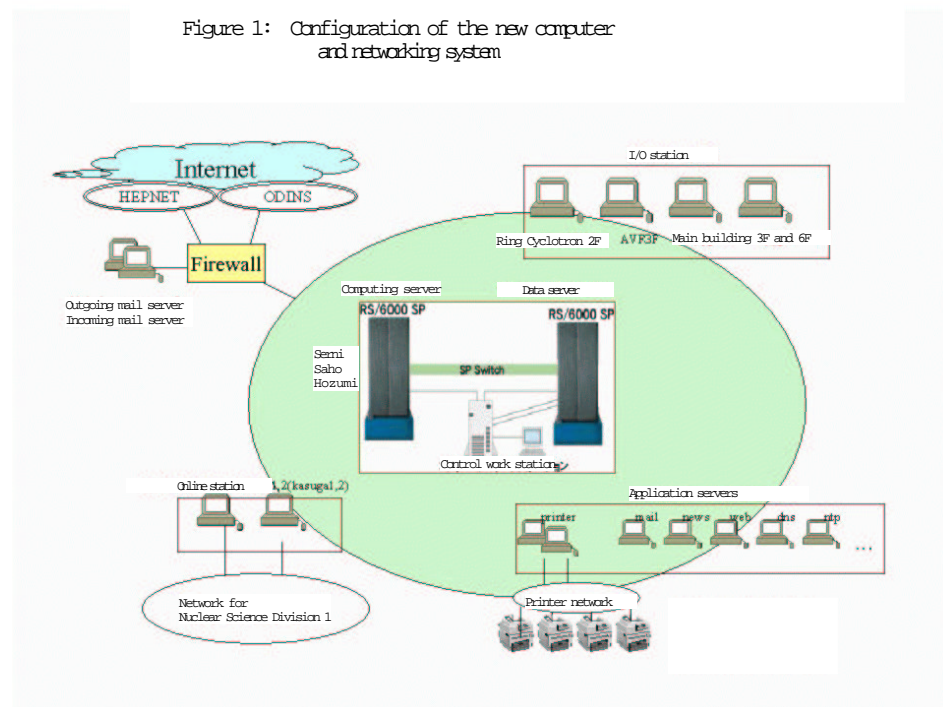 Figure 1: Configuration of the new computer
and networking system
I/O station
Internet
HEPNET
ODINS
Ring Cyclotron 2F
AVF3F
Main building 3F and 6F
Firewall
Computing server
Data server
Outgoing mail server
Incoming mail server
RS/6000 SP
RS/6000 SP
Semi
Saho
Hozumi
SP Switch
Control work station
ン
Online station
1,2(kasuga1,2)
Application servers
printer
mail
news
web
dns
ntp
...
Network for
Nuclear Science Division 1
Printer network